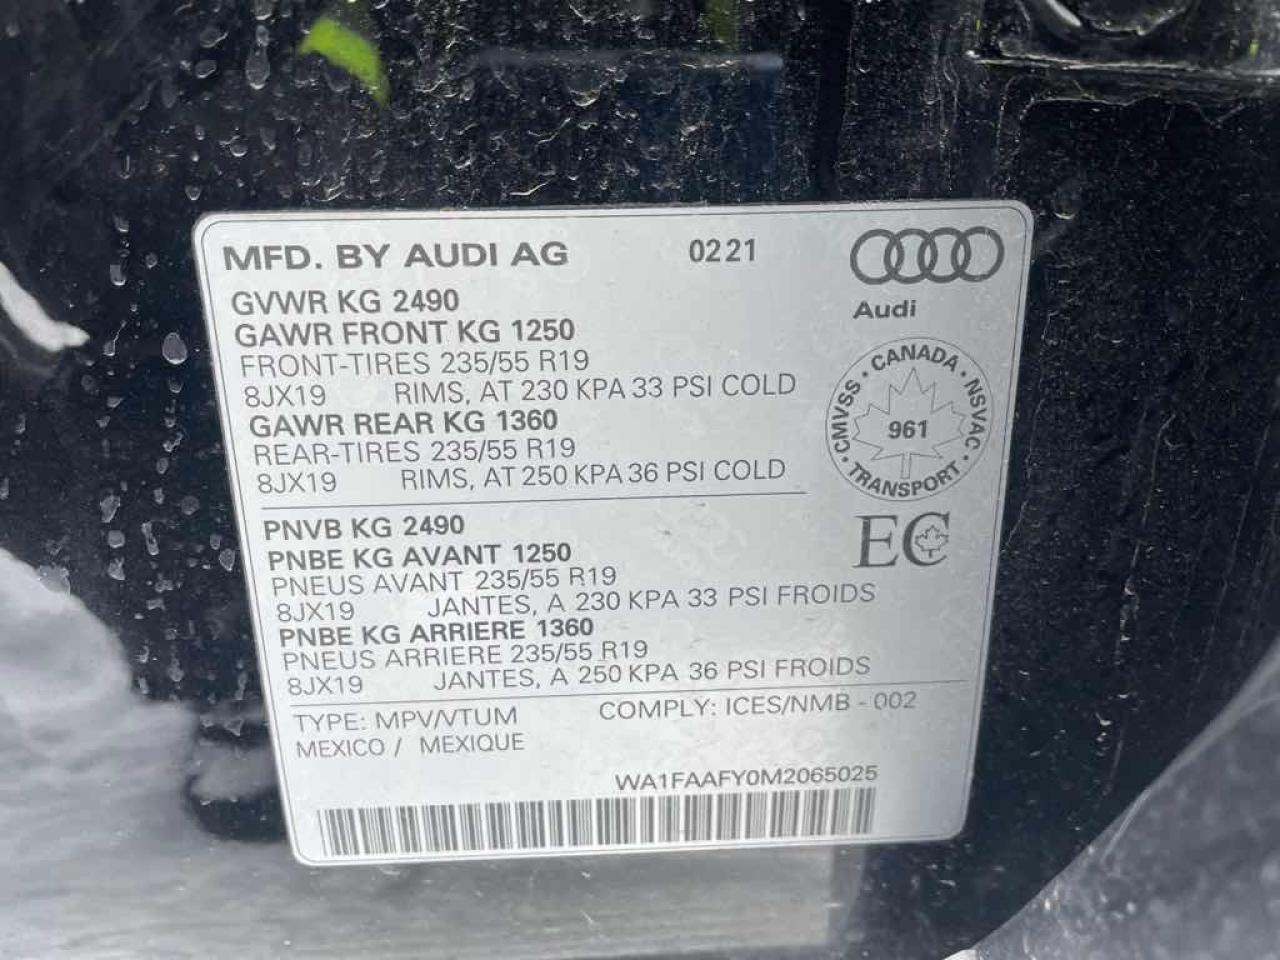 MFD. BY AUDI AG 0221
Audi
GVWR KG 2490
GAWR FRONT KG 1250
FRONT-TIRES 235/55 R19
8JX19 RIMS, AT 230 KPA 33 PSI COLD
GAWR REAR KG 1360
REAR-TIRES 235/55 R19
8JX19 RIMS, AT 250 KPA 36 PSI COLD
CANADA · NSVAC · TRANSPORT · CMVSS ·
961
EC
PNVB KG 2490
PNBE KG AVANT 1250
PNEUS AVANT 235/55 R19
8JX19 JANTES, A 230 KPA 33 PSI FROIDS
PNBE KG ARRIERE 1360
PNEUS ARRIERE 235/55 R19
8JX19 JANTES, A 250 KPA 36 PSI FROIDS
TYPE: MPV/VTUM COMPLY: ICES/NMB - 002
MEXICO / MEXIQUE
WA1FAAFY0M2065025